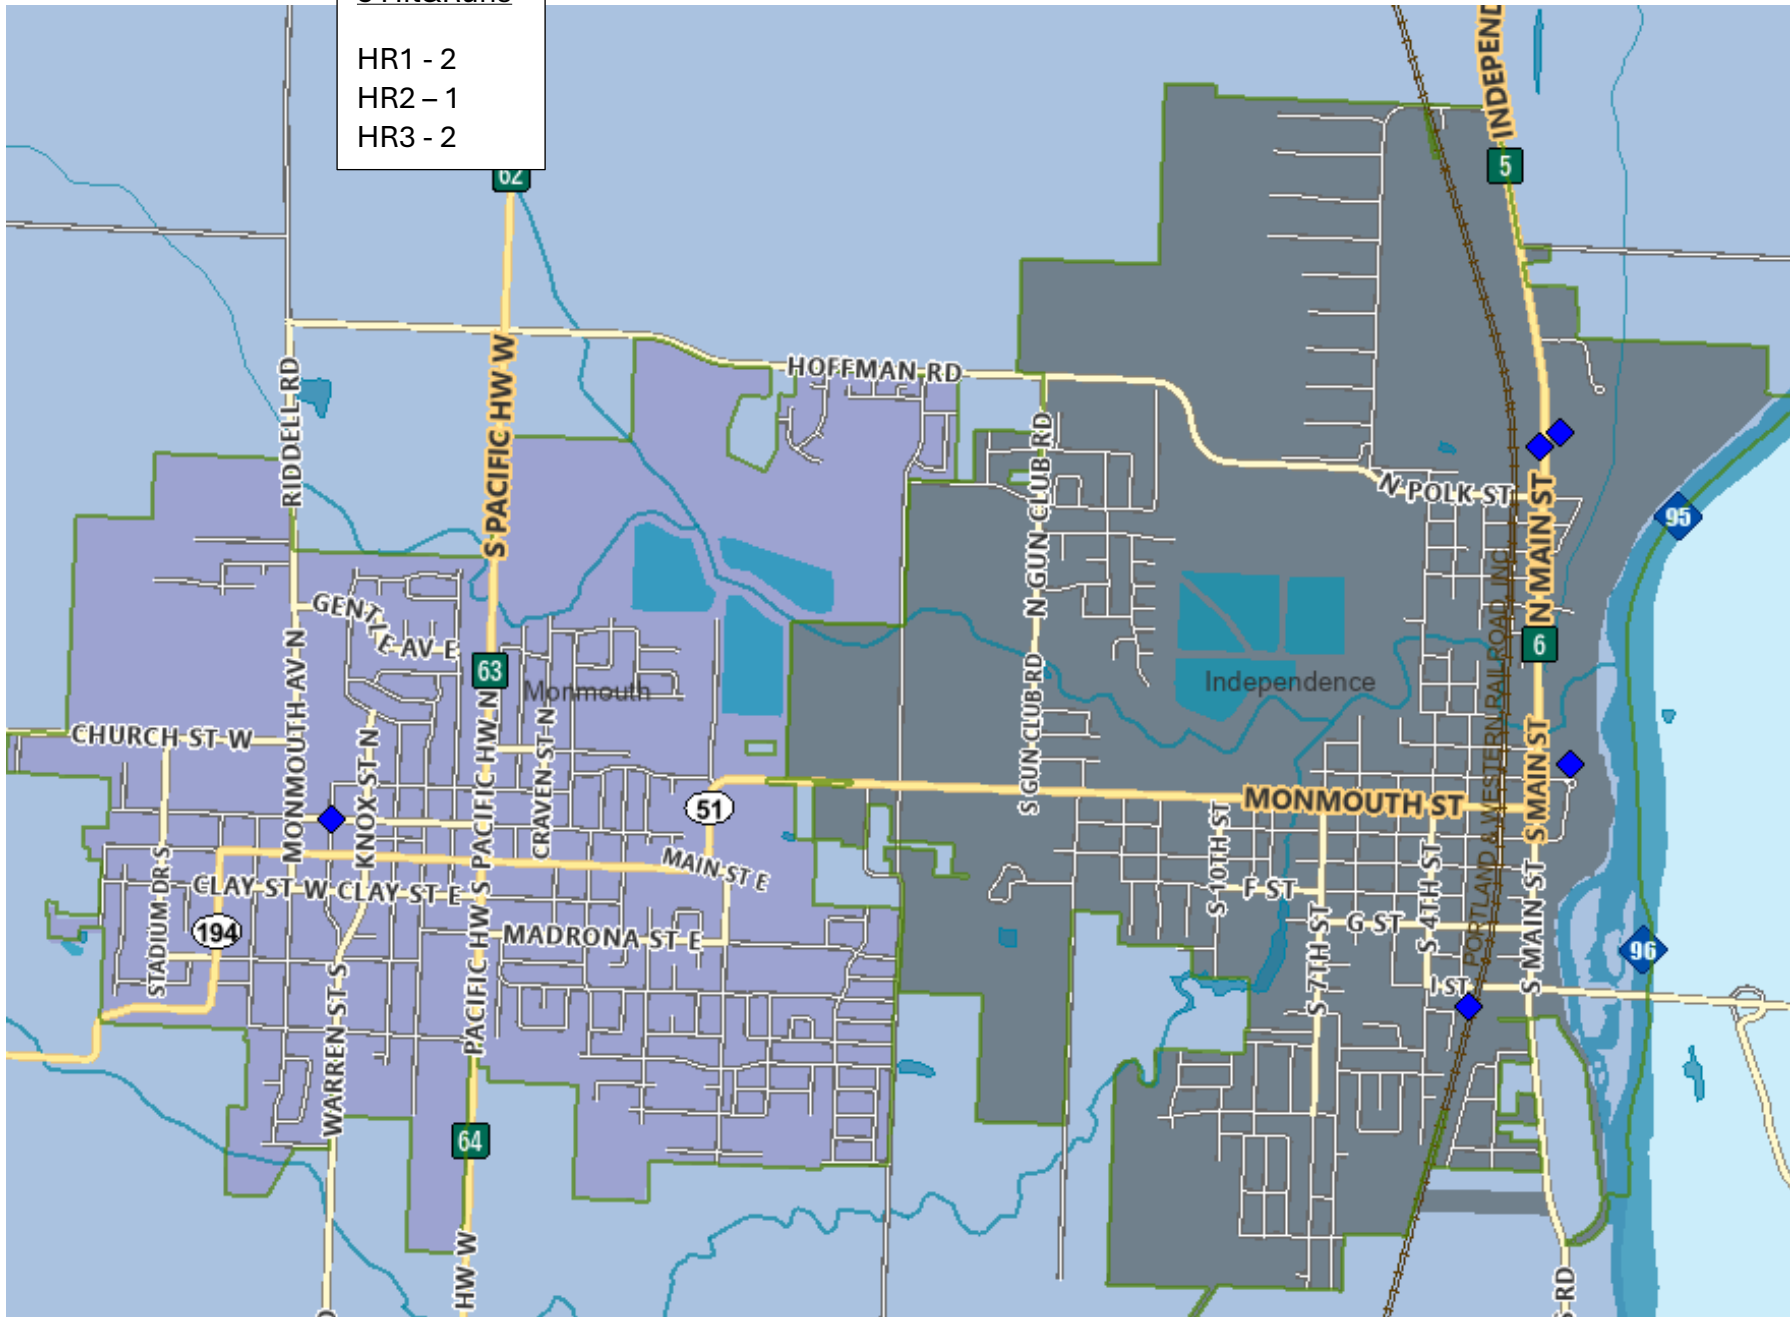 HR1 - 2
HR2 – 1
HR3 - 2
62
INDEPEND
5
HOFFMAN RD
RIDDELL RD
S PACIFIC HW W
N GUN CLUB RD
N POLK ST
N MAIN ST
95
GENTLE AV E
63
Monmouth
Independence
6
PORTLAND & WESTERN RAILROAD, INC
CHURCH ST W
MONMOUTH AV N
KNOX ST N
PACIFIC HW N
CRAVEN ST N
S GUN CLUB RD
S MAIN ST
51
MONMOUTH ST
MAIN ST E
S 10TH ST
CLAY ST W
CLAY ST E
STADIUM DR S
F ST
S 4TH ST
G ST
S 7TH ST
194
MADRONA ST E
PACIFIC HW S
S MAIN ST
96
I ST
WARREN ST S
64
HW W
S RD